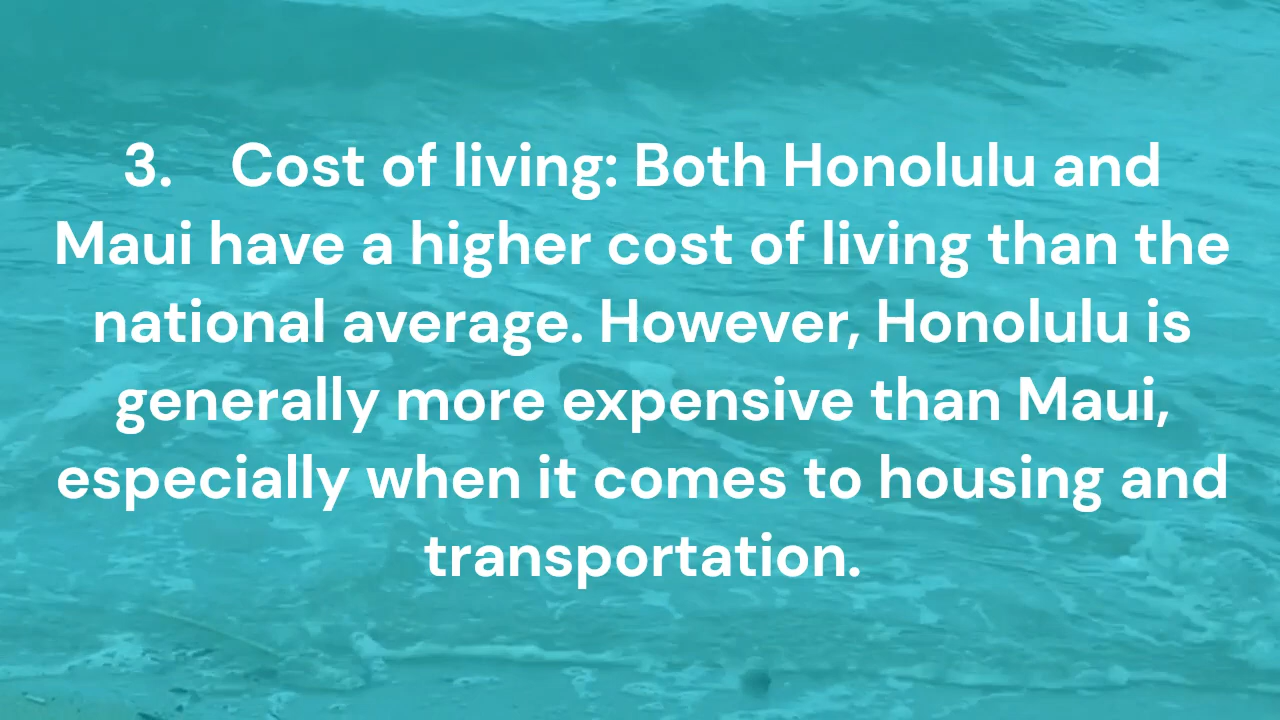 3. Cost of living: Both Honolulu and
Maui have a higher cost of living than the
national average. However, Honolulu is
generally more expensive than Maui,
especially when it comes to housing and
transportation.